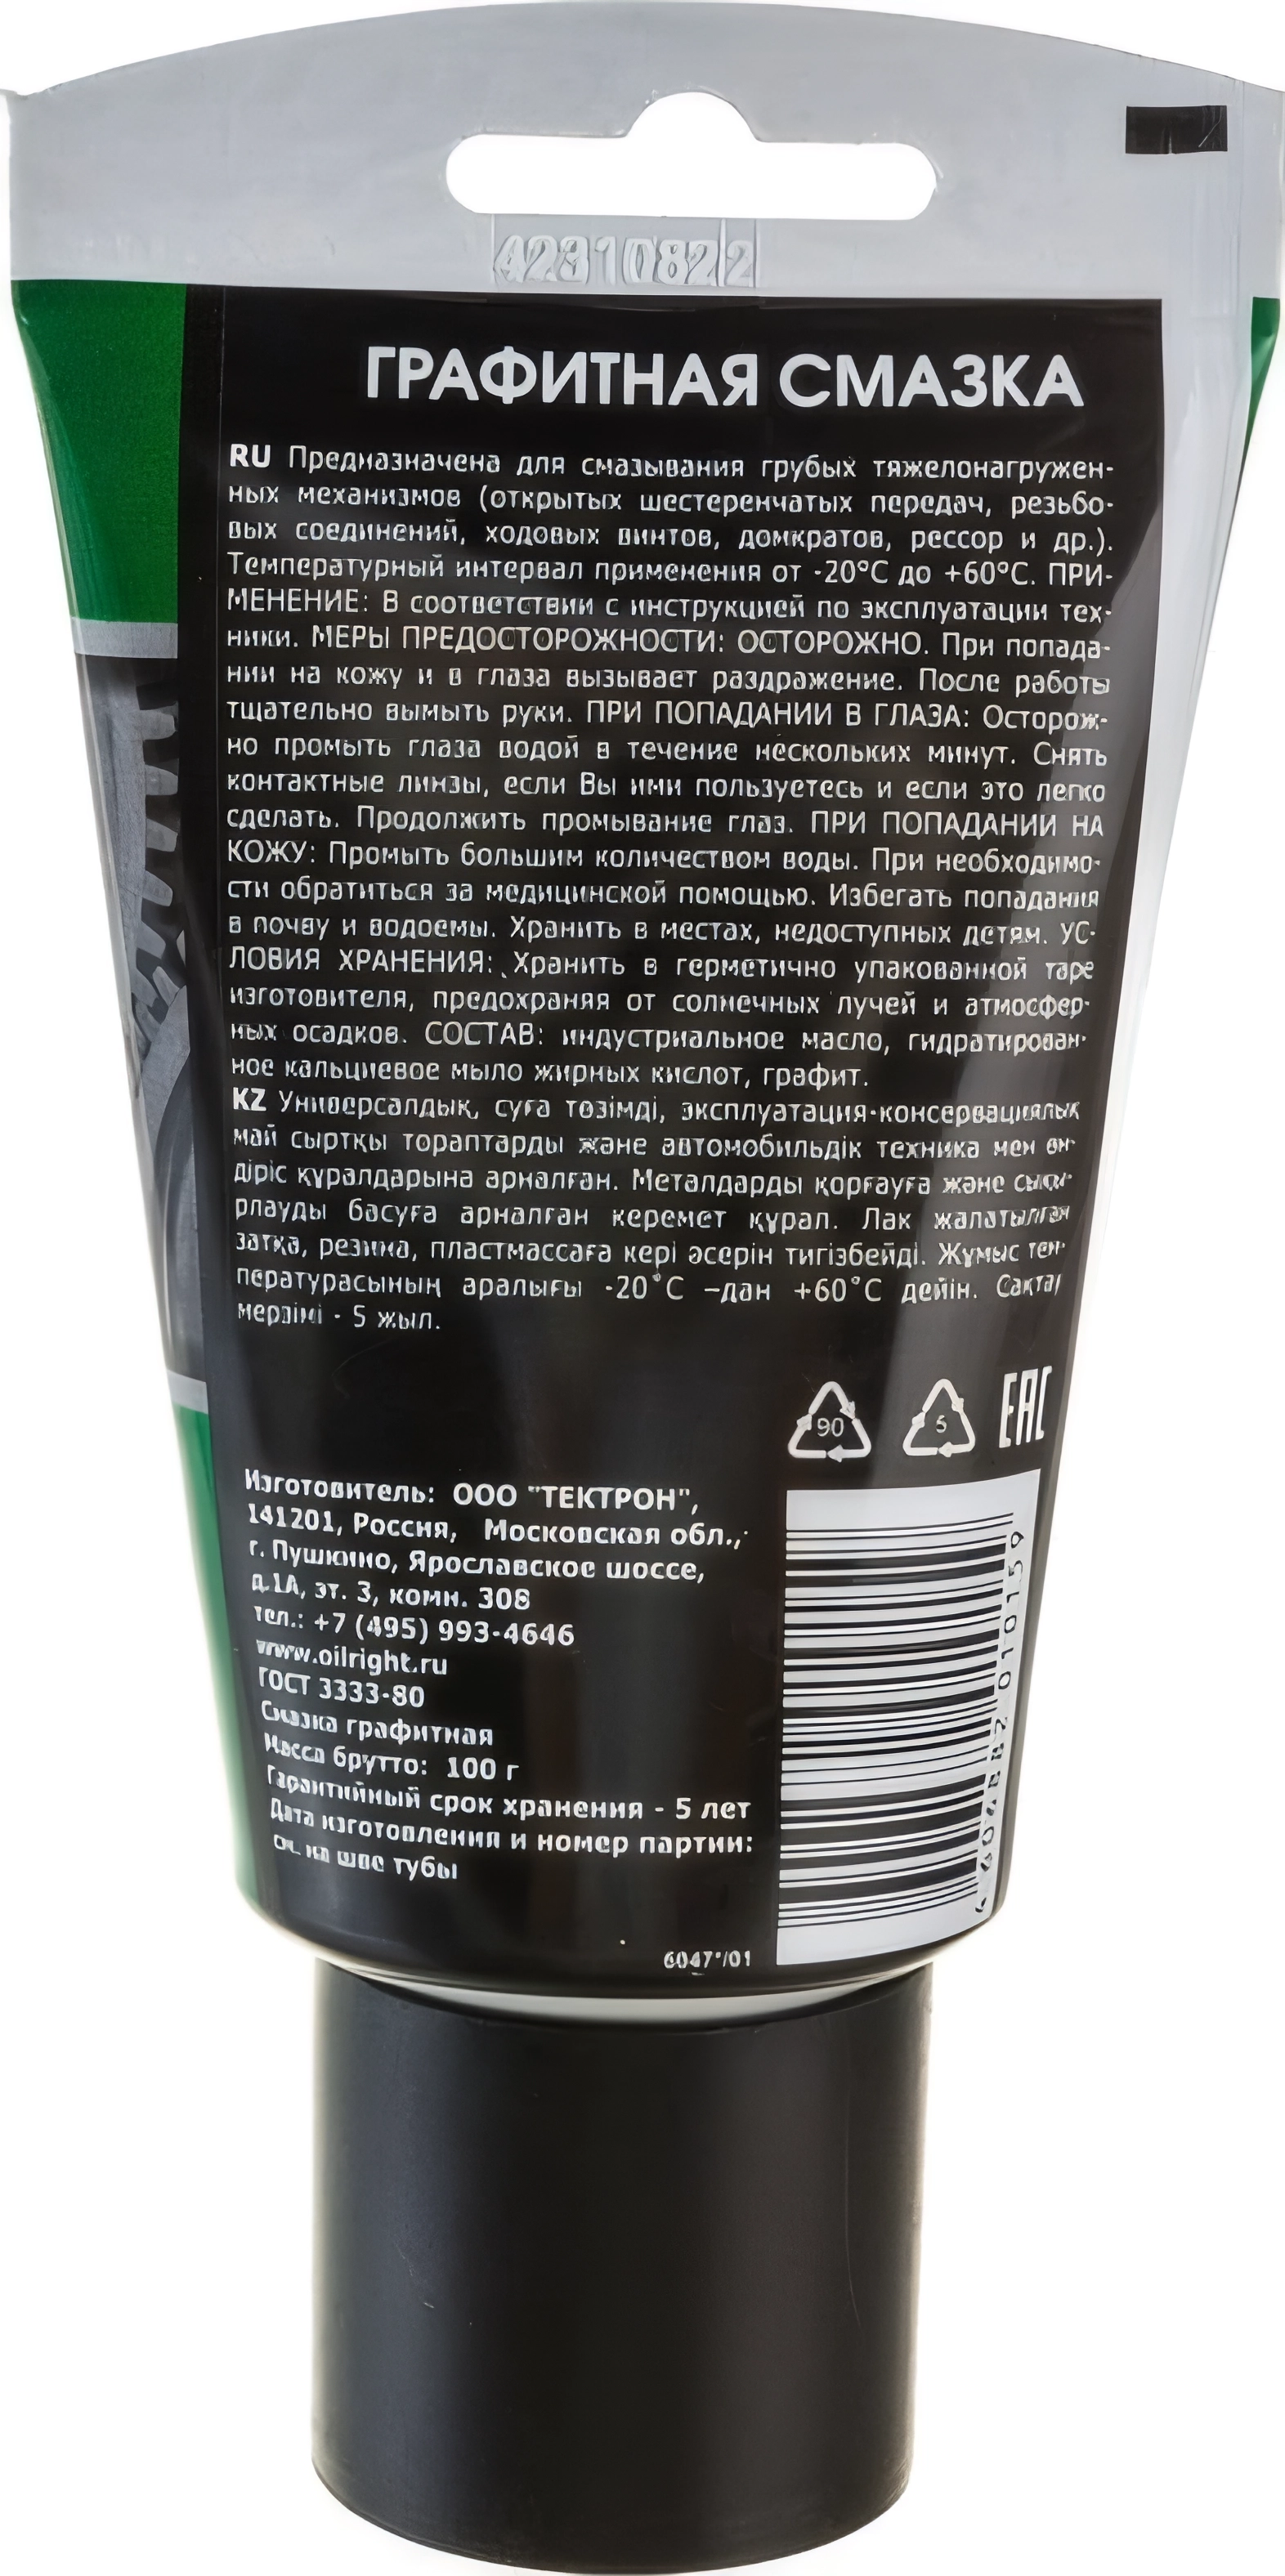 42310822
ГРАФИТНАЯ СМАЗКА
RU Предназначена для смазывания грубых тяжелонагружен-
ных механизмов (открытых шестеренчатых передач, резьбо-
вых соединений, ходовых винтов, домкратов, рессор и др.).
Температурный интервал применения от -20°C до +60°C. ПРИ-
МЕНЕНИЕ: В соответствии с инструкцией по эксплуатации тех-
ники. МЕРЫ ПРЕДОСТОРОЖНОСТИ: ОСТОРОЖНО. При попада-
нии на кожу и в глаза вызывает раздражение. После работы
тщательно вымыть руки. ПРИ ПОПАДАНИИ В ГЛАЗА: Осторож-
но промыть глаза водой в течение нескольких минут. Снять
контактные линзы, если Вы ими пользуетесь и если это легко
сделать. Продолжить промывание глаз. ПРИ ПОПАДАНИИ НА
КОЖУ: Промыть большим количеством воды. При необходимо-
сти обратиться за медицинской помощью. Избегать попадания
в почву и водоемы. Хранить в местах, недоступных детям. УС-
ЛОВИЯ ХРАНЕНИЯ: Хранить в герметично упакованной таре
изготовителя, предохраняя от солнечных лучей и атмосфер-
ных осадков. СОСТАВ: индустриальное масло, гидратирован-
ное кальциевое мыло жирных кислот, графит.
KZ Универсалдық, суға төзімді, эксплуатация-консервациялық
май сыртқы тораптарды және автомобильдік техника мен өн-
діріс құралдарына арналған. Металдарды қорғауға және сықы-
рлауды басуға арналған керемет құрал. Лак жалатылған
затқа, резина, пластмассаға кері әсерін тигізбейді. Жұмыс тем-
пературасының аралығы -20°C –дан +60°C дейін. Сақтау
мерзімі - 5 жыл.
90 5 EAC
Изготовитель: ООО "ТЕКТРОН",
141201, Россия, Московская обл.,
г. Пушкино, Ярославское шоссе,
д.1А, эт. 3, комн. 308
тел.: +7 (495) 993-4646
www.oilright.ru
ГОСТ 3333-80
Смазка графитная
Масса брутто: 100 г
Гарантийный срок хранения - 5 лет
Дата изготовления и номер партии:
см. на шве тубы